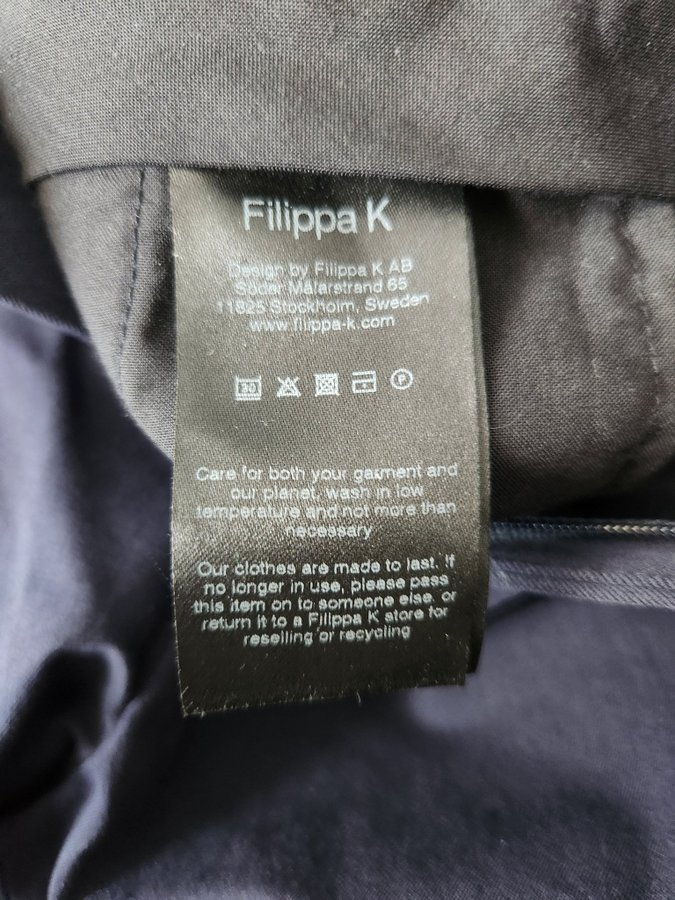 Filippa K
Design by Filippa K AB
Söder Mälarstrand 65
11825 Stockholm, Sweden
www.filippa-k.com
30 P
Care for both your garment and
our planet, wash in low
temperature and not more than
necessary
Our clothes are made to last. If
no longer in use, please pass
this item on to someone else, or
return it to a Filippa K store for
reselling or recycling